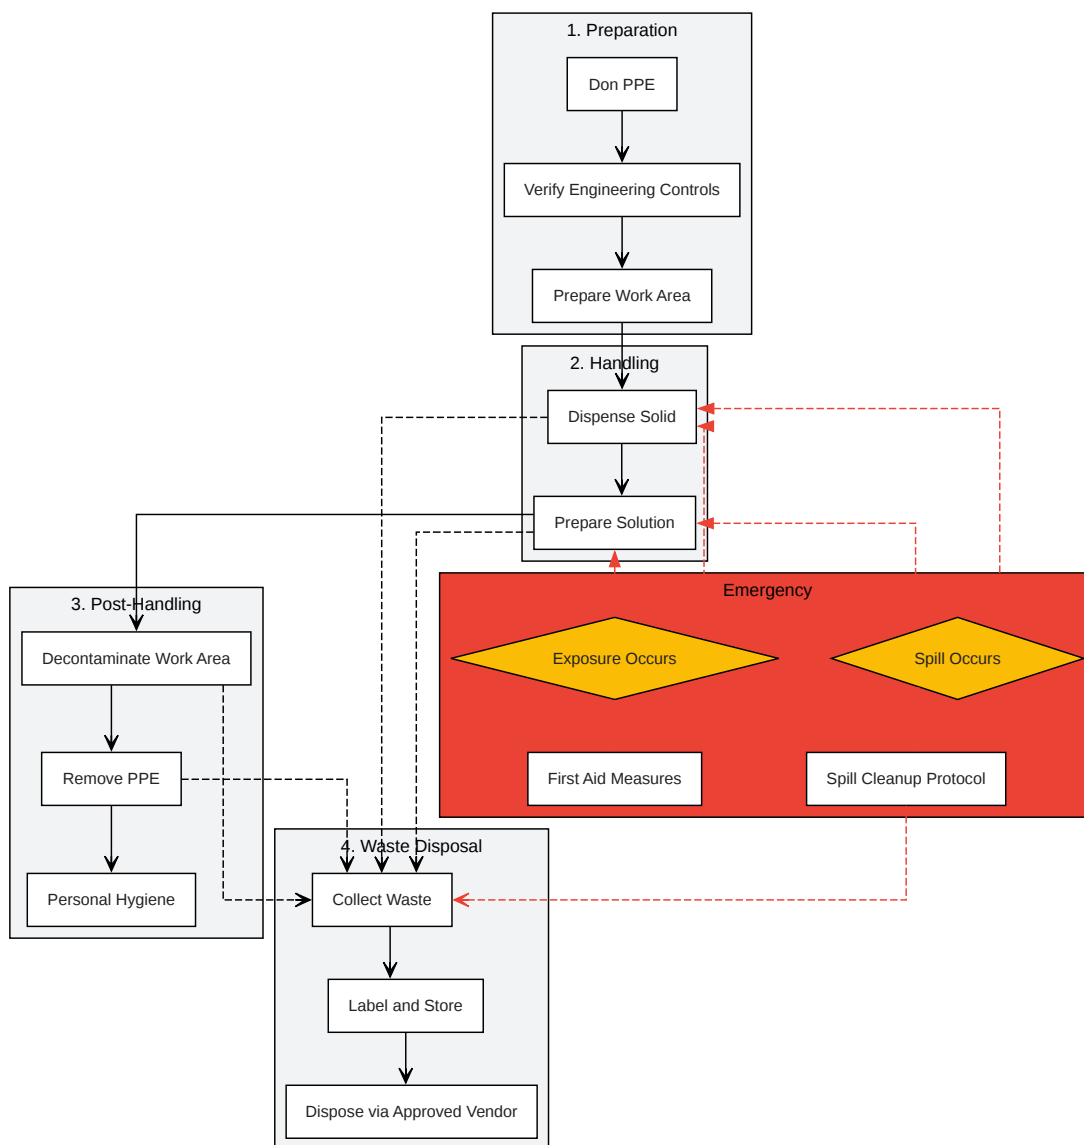 1. Preparation
Don PPE
Verify Engineering Controls
Prepare Work Area
2. Handling
Dispense Solid
Prepare Solution
Emergency
Exposure Occurs
Spill Occurs
First Aid Measures
Spill Cleanup Protocol
3. Post-Handling
Decontaminate Work Area
Remove PPE
Personal Hygiene
4. Waste Disposal
Collect Waste
Label and Store
Dispose via Approved Vendor